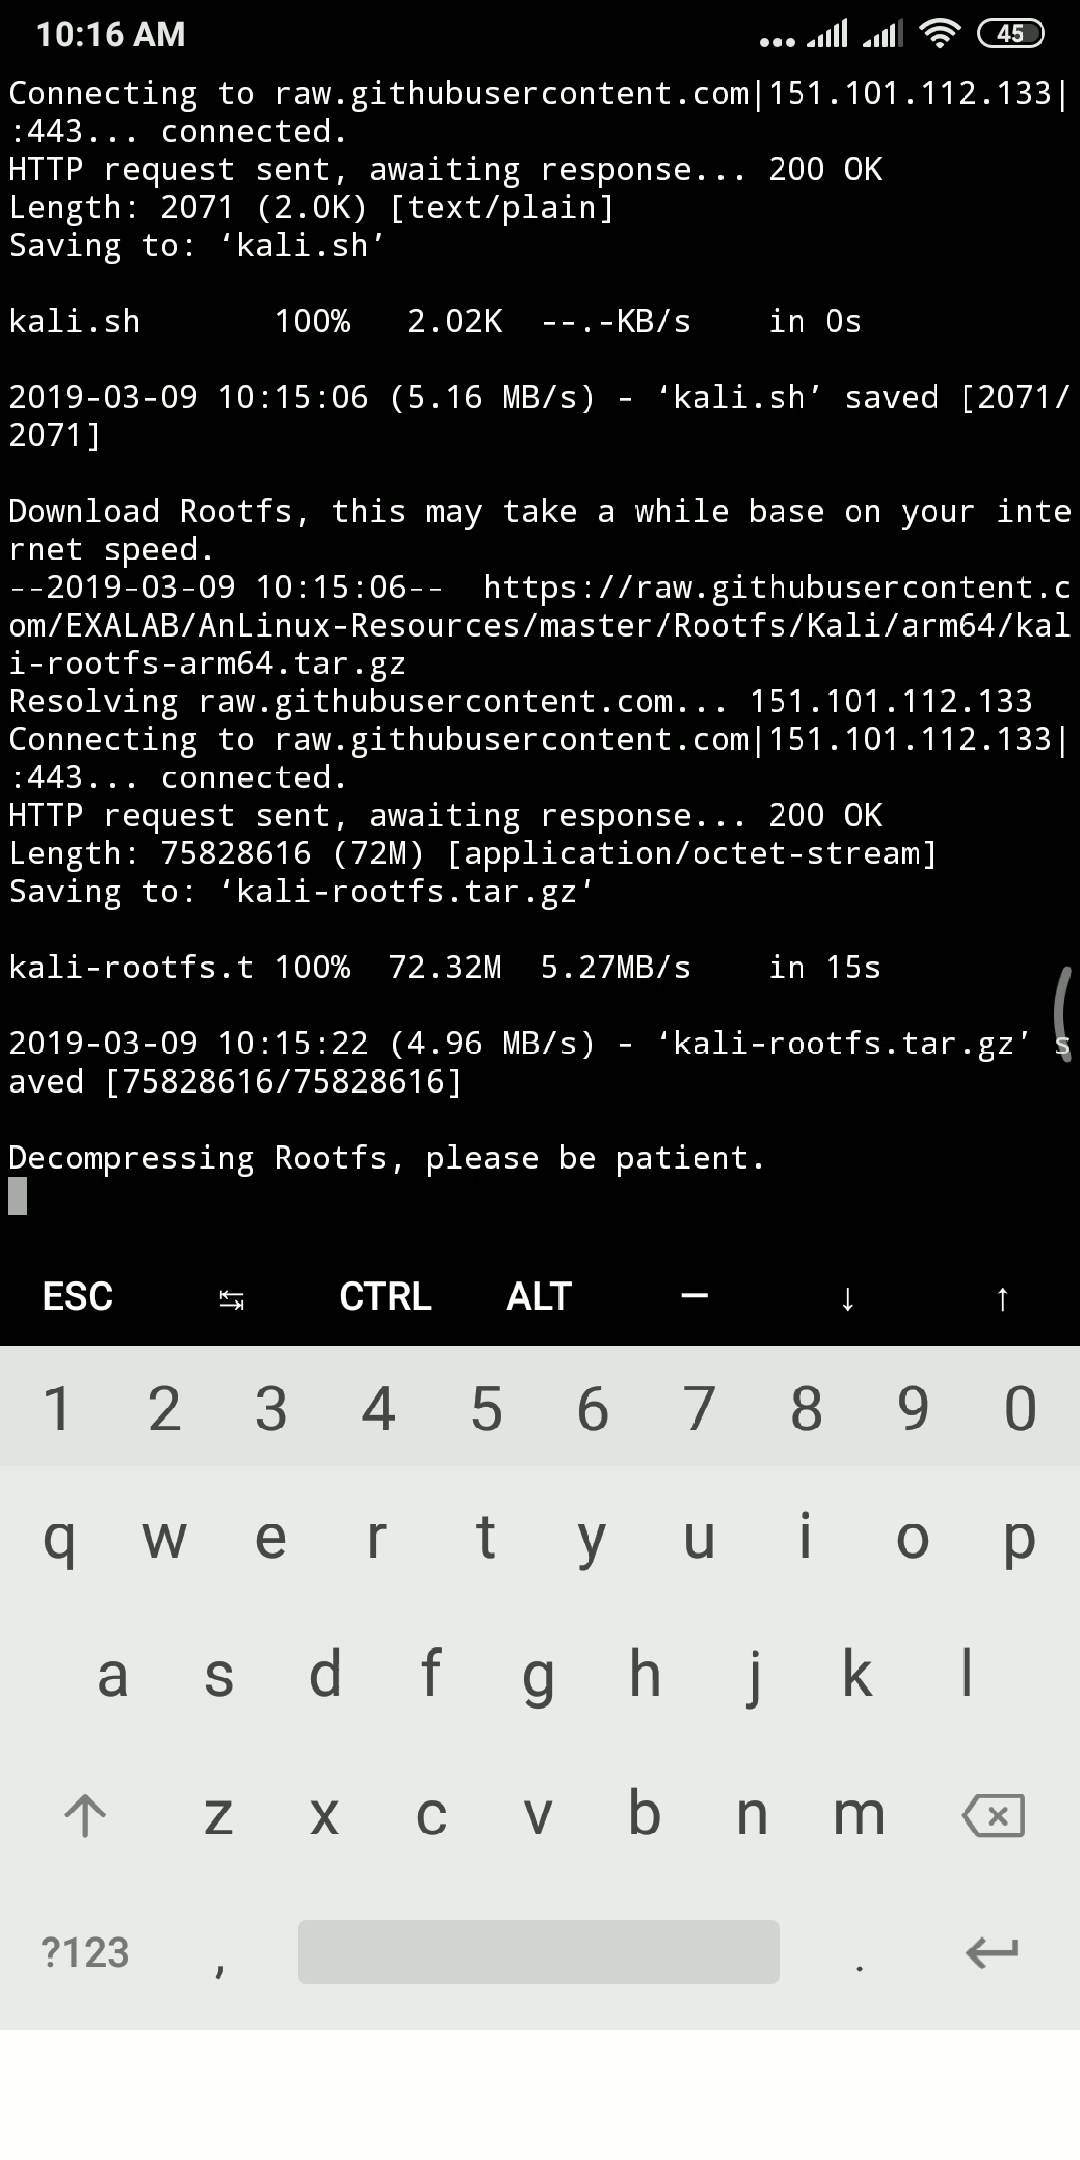 10:16 AM
45
Connecting to raw.githubusercontent.com|151.101.112.133|
:443... connected.
HTTP request sent, awaiting response... 200 OK
Length: 2071 (2.0K) [text/plain]
Saving to: ‘kali.sh’
kali.sh 100% 2.02K --.-KB/s in 0s
2019-03-09 10:15:06 (5.16 MB/s) - ‘kali.sh’ saved [2071/
2071]
Download Rootfs, this may take a while base on your inte
rnet speed.
--2019-03-09 10:15:06-- https://raw.githubusercontent.c
om/EXALAB/AnLinux-Resources/master/Rootfs/Kali/arm64/kal
i-rootfs-arm64.tar.gz
Resolving raw.githubusercontent.com... 151.101.112.133
Connecting to raw.githubusercontent.com|151.101.112.133|
:443... connected.
HTTP request sent, awaiting response... 200 OK
Length: 75828616 (72M) [application/octet-stream]
Saving to: ‘kali-rootfs.tar.gz’
kali-rootfs.t 100% 72.32M 5.27MB/s in 15s
2019-03-09 10:15:22 (4.96 MB/s) - ‘kali-rootfs.tar.gz’ s
aved [75828616/75828616]
Decompressing Rootfs, please be patient.
ESC ↹ CTRL ALT — ↓ ↑
1 2 3 4 5 6 7 8 9 0
q w e r t y u i o p
a s d f g h j k l
z x c v b n m
?123 , .